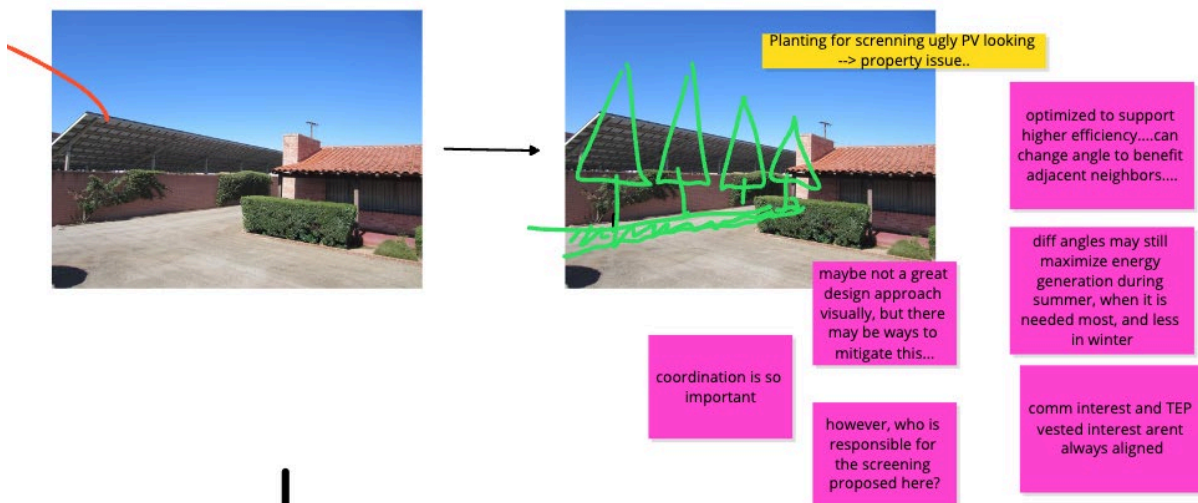 Planting for screnning ugly PV looking
--> property issue..
optimized to support
higher efficiency....can
change angle to benefit
adjacent neighbors....
diff angles may still
maximize energy
generation during
summer, when it is
needed most, and less
in winter
maybe not a great
design approach
visually, but there
may be ways to
mitigate this...
coordination is so
important
comm interest and TEP
vested interest arent
always aligned
however, who is
responsible for
the screening
proposed here?